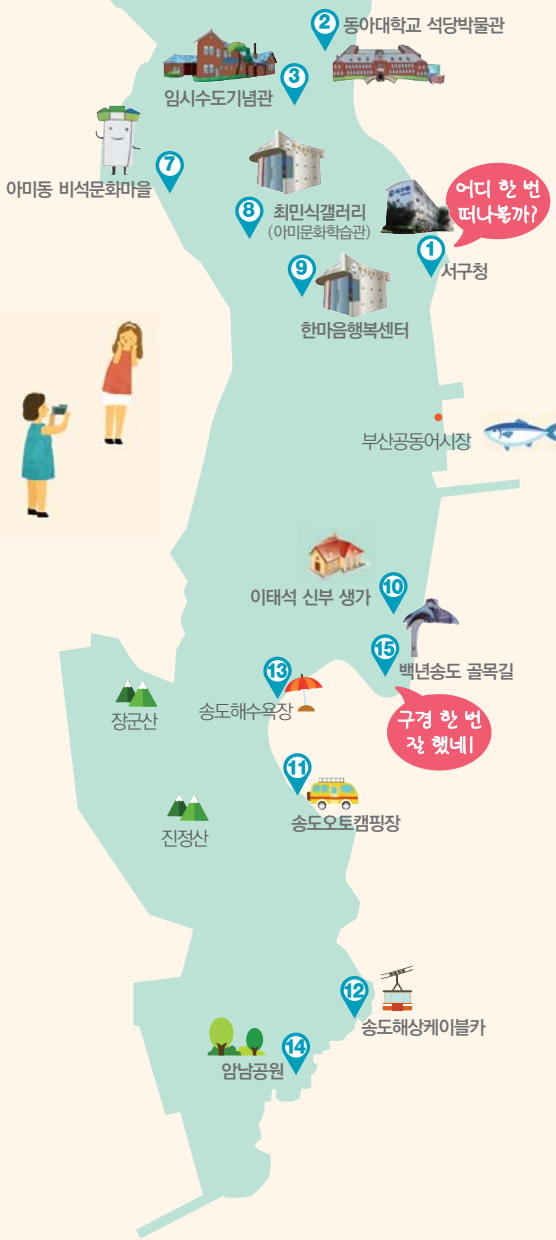 2
동아대학교 석당박물관
3
임시수도기념관
7
아미동 비석문화마을
8
최민식갤러리
(아미문화학습관)
어디 한 번
떠나볼까?
1
서구청
9
한마음행복센터
부산공동어시장
10
이태석 신부 생가
15
백년송도 골목길
13
송도해수욕장
장군산
구경 한 번
잘 했네!
11
송도오토캠핑장
진정산
12
송도해상케이블카
14
암남공원